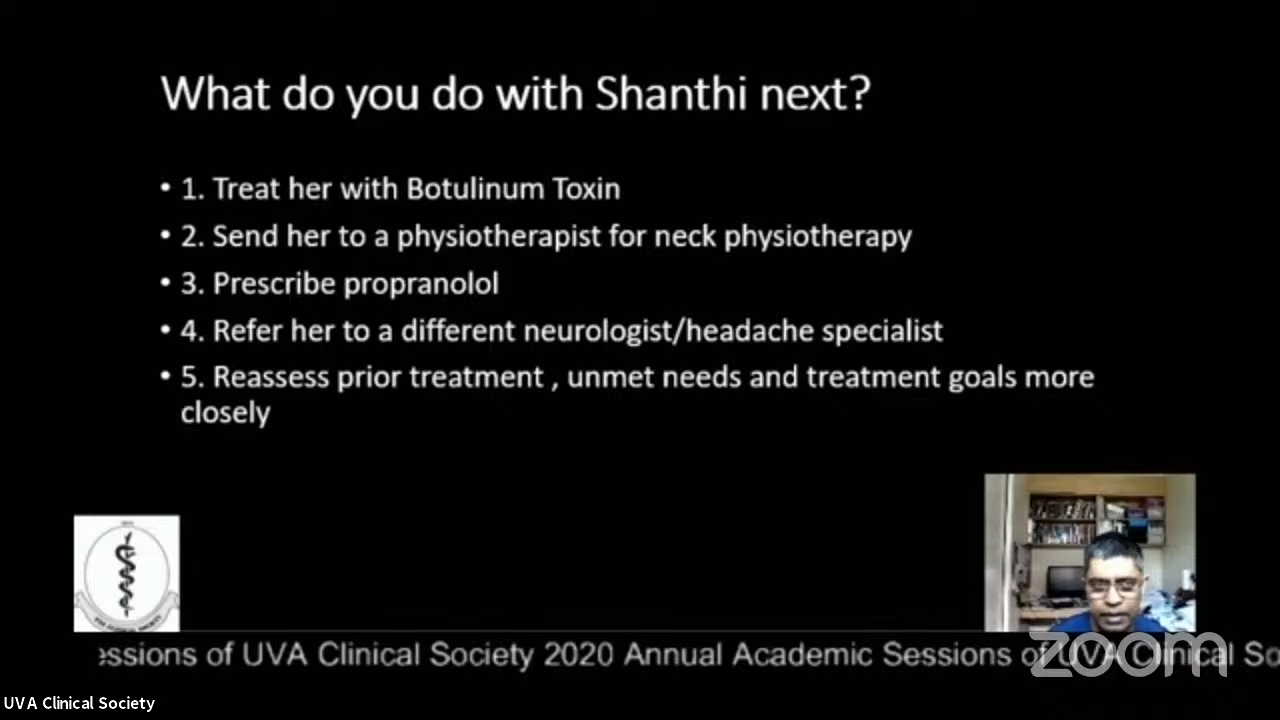 What do you do with Shanthi next?
• 1. Treat her with Botulinum Toxin
• 2. Send her to a physiotherapist for neck physiotherapy
• 3. Prescribe propranolol
• 4. Refer her to a different neurologist/headache specialist
• 5. Reassess prior treatment , unmet needs and treatment goals more
closely
essions of UVA Clinical Society 2020 Annual Academic Sessions of UVA Clinical So
zoom
UVA Clinical Society